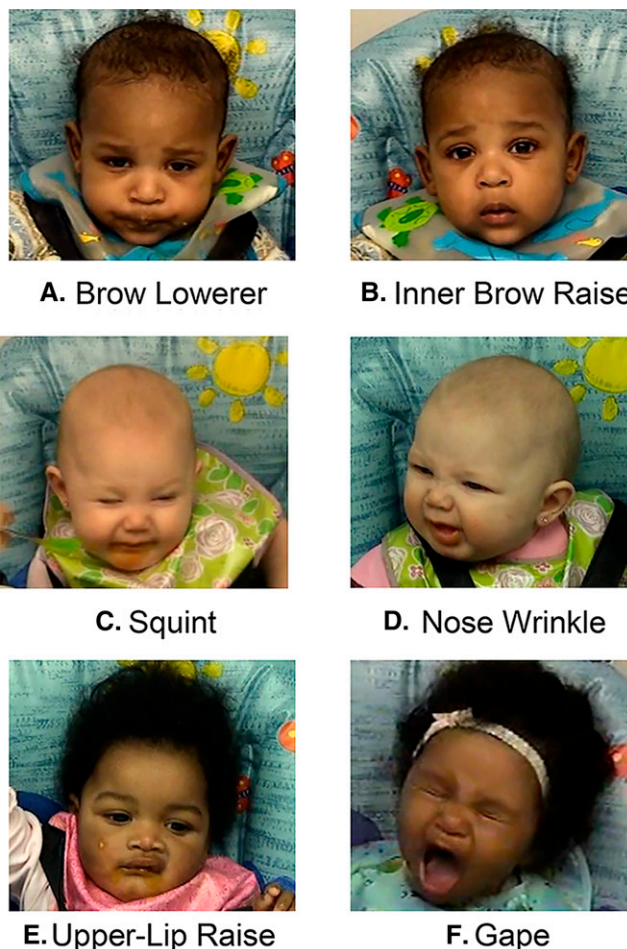 A. Brow Lowerer
B. Inner Brow Raise
C. Squint
D. Nose Wrinkle
E. Upper-Lip Raise
F. Gape